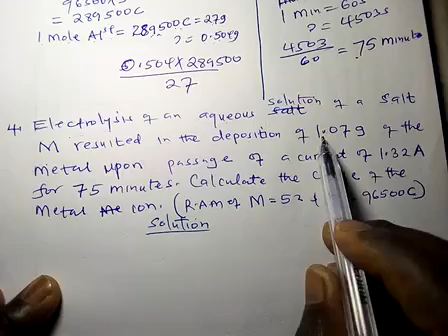 96500x3
= 289500C
1 Mole Al³⁺ = 289500C = 27g
? = 0.504g
0.504 X 289500
27
1 Min = 60s
? = 4503s
4503
60
= 75 minute
4. Electrolysis of an aqueous solution of a salt
M resulted in the deposition of 1.07g of the
metal upon passage of a current of 1.32A
for 75 minutes. Calculate the of the
Metal ion. (R.A.M of M = 52 96500C)
Solution